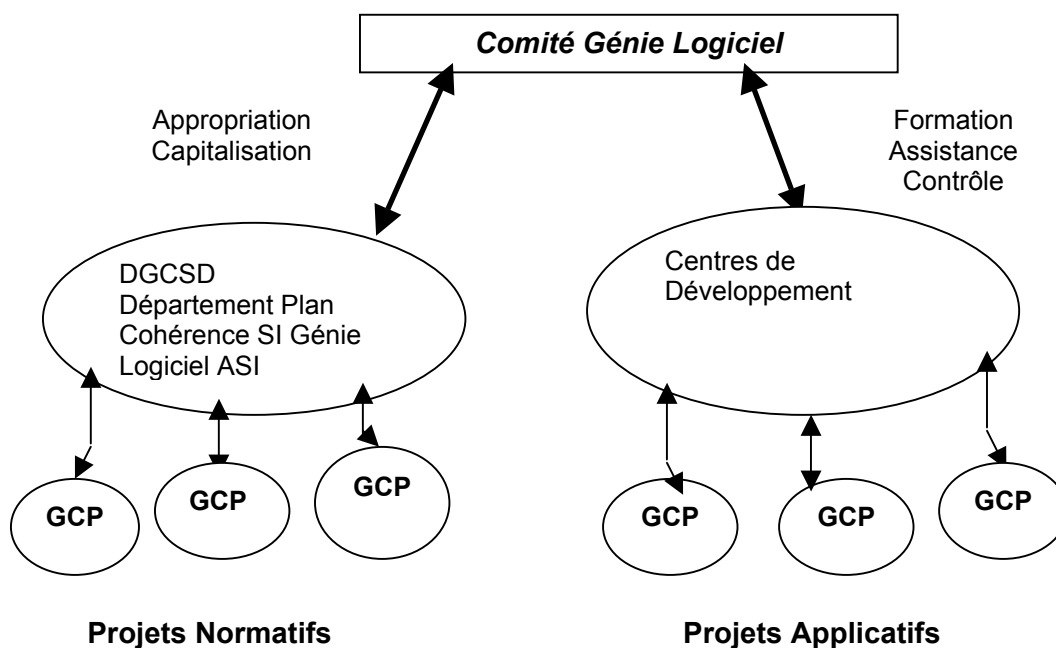 Comité Génie Logiciel
Appropriation
Capitalisation
Formation
Assistance
Contrôle
DGCSD
Département Plan
Cohérence SI Génie
Logiciel ASI
Centres de
Développement
GCP
GCP
GCP
GCP
GCP
GCP
Projets Normatifs
Projets Applicatifs